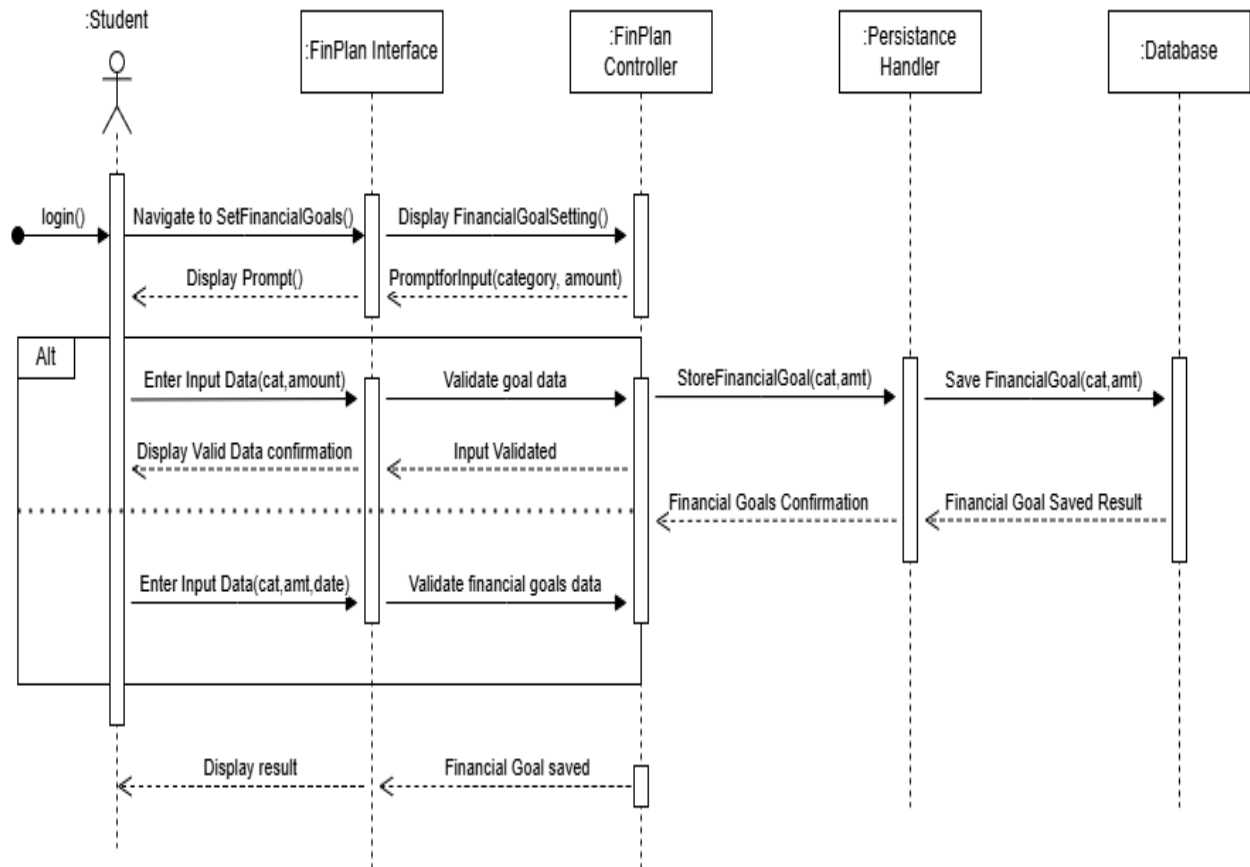 :Student
:FinPlan Interface
:FinPlan
Controller
:Persistance
Handler
:Database
login()
Navigate to SetFinancialGoals()
Display FinancialGoalSetting()
Display Prompt()
PromptforInput(category, amount)
Alt
Enter Input Data(cat,amount)
Validate goal data
StoreFinancialGoal(cat,amt)
Save FinancialGoal(cat,amt)
Display Valid Data confirmation
Input Validated
Financial Goals Confirmation
Financial Goal Saved Result
Enter Input Data(cat,amt,date)
Validate financial goals data
Display result
Financial Goal saved